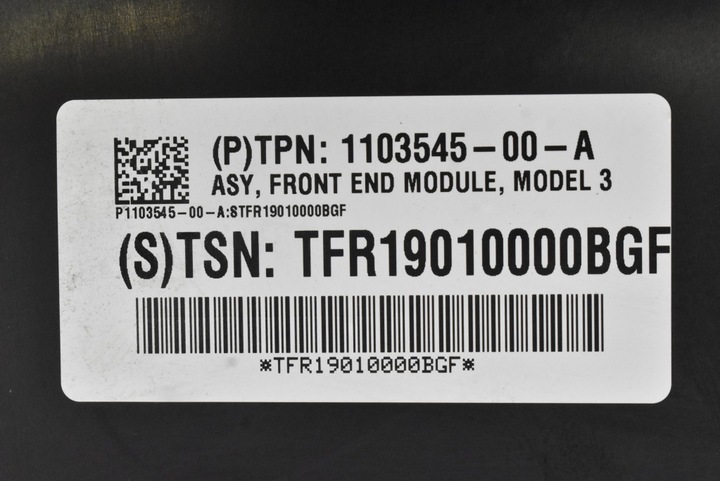 (P)TPN: 1103545-00-A
ASY, FRONT END MODULE, MODEL 3
P1103545-00-A:STFR19010000BGF
(S)TSN: TFR19010000BGF
*TFR19010000BGF*